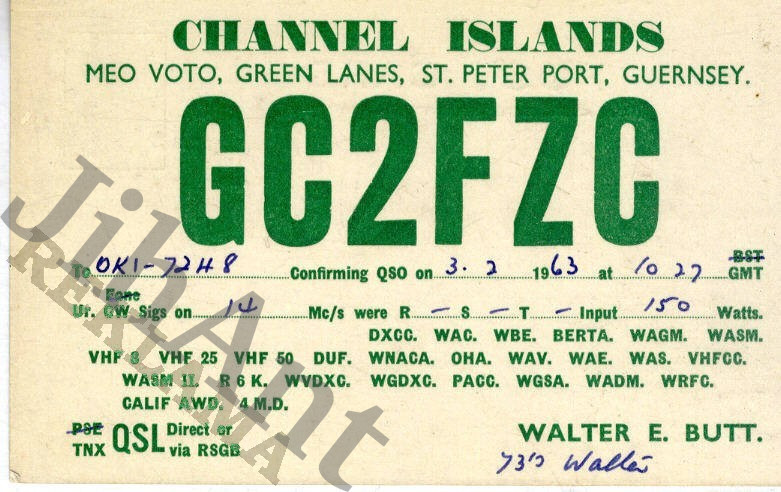 CHANNEL ISLANDS
MEO VOTO, GREEN LANES, ST. PETER PORT, GUERNSEY.
GC2FZC
To OK1-7248 Confirming QSO on 3.2 1963 at 1027 BST GMT
Fone
Ur. CW Sigs on 14 Mc/s were R – S – T – Input 150 Watts.
DXCC. WAC. WBE. BERTA. WAGM. WASM.
VHF 8 VHF 25 VHF 50 DUF. WNACA. OHA. WAV. WAE. WAS. VHFCC.
WASM II. R 6 K. WVDXC. WGDXC. PACC. WGSA. WADM. WRFC.
CALIF AWD. 4 M.D.
PSE TNX QSL Direct or via RSGB
WALTER E. BUTT.
73's Walter
JihAnt
REKLAMA